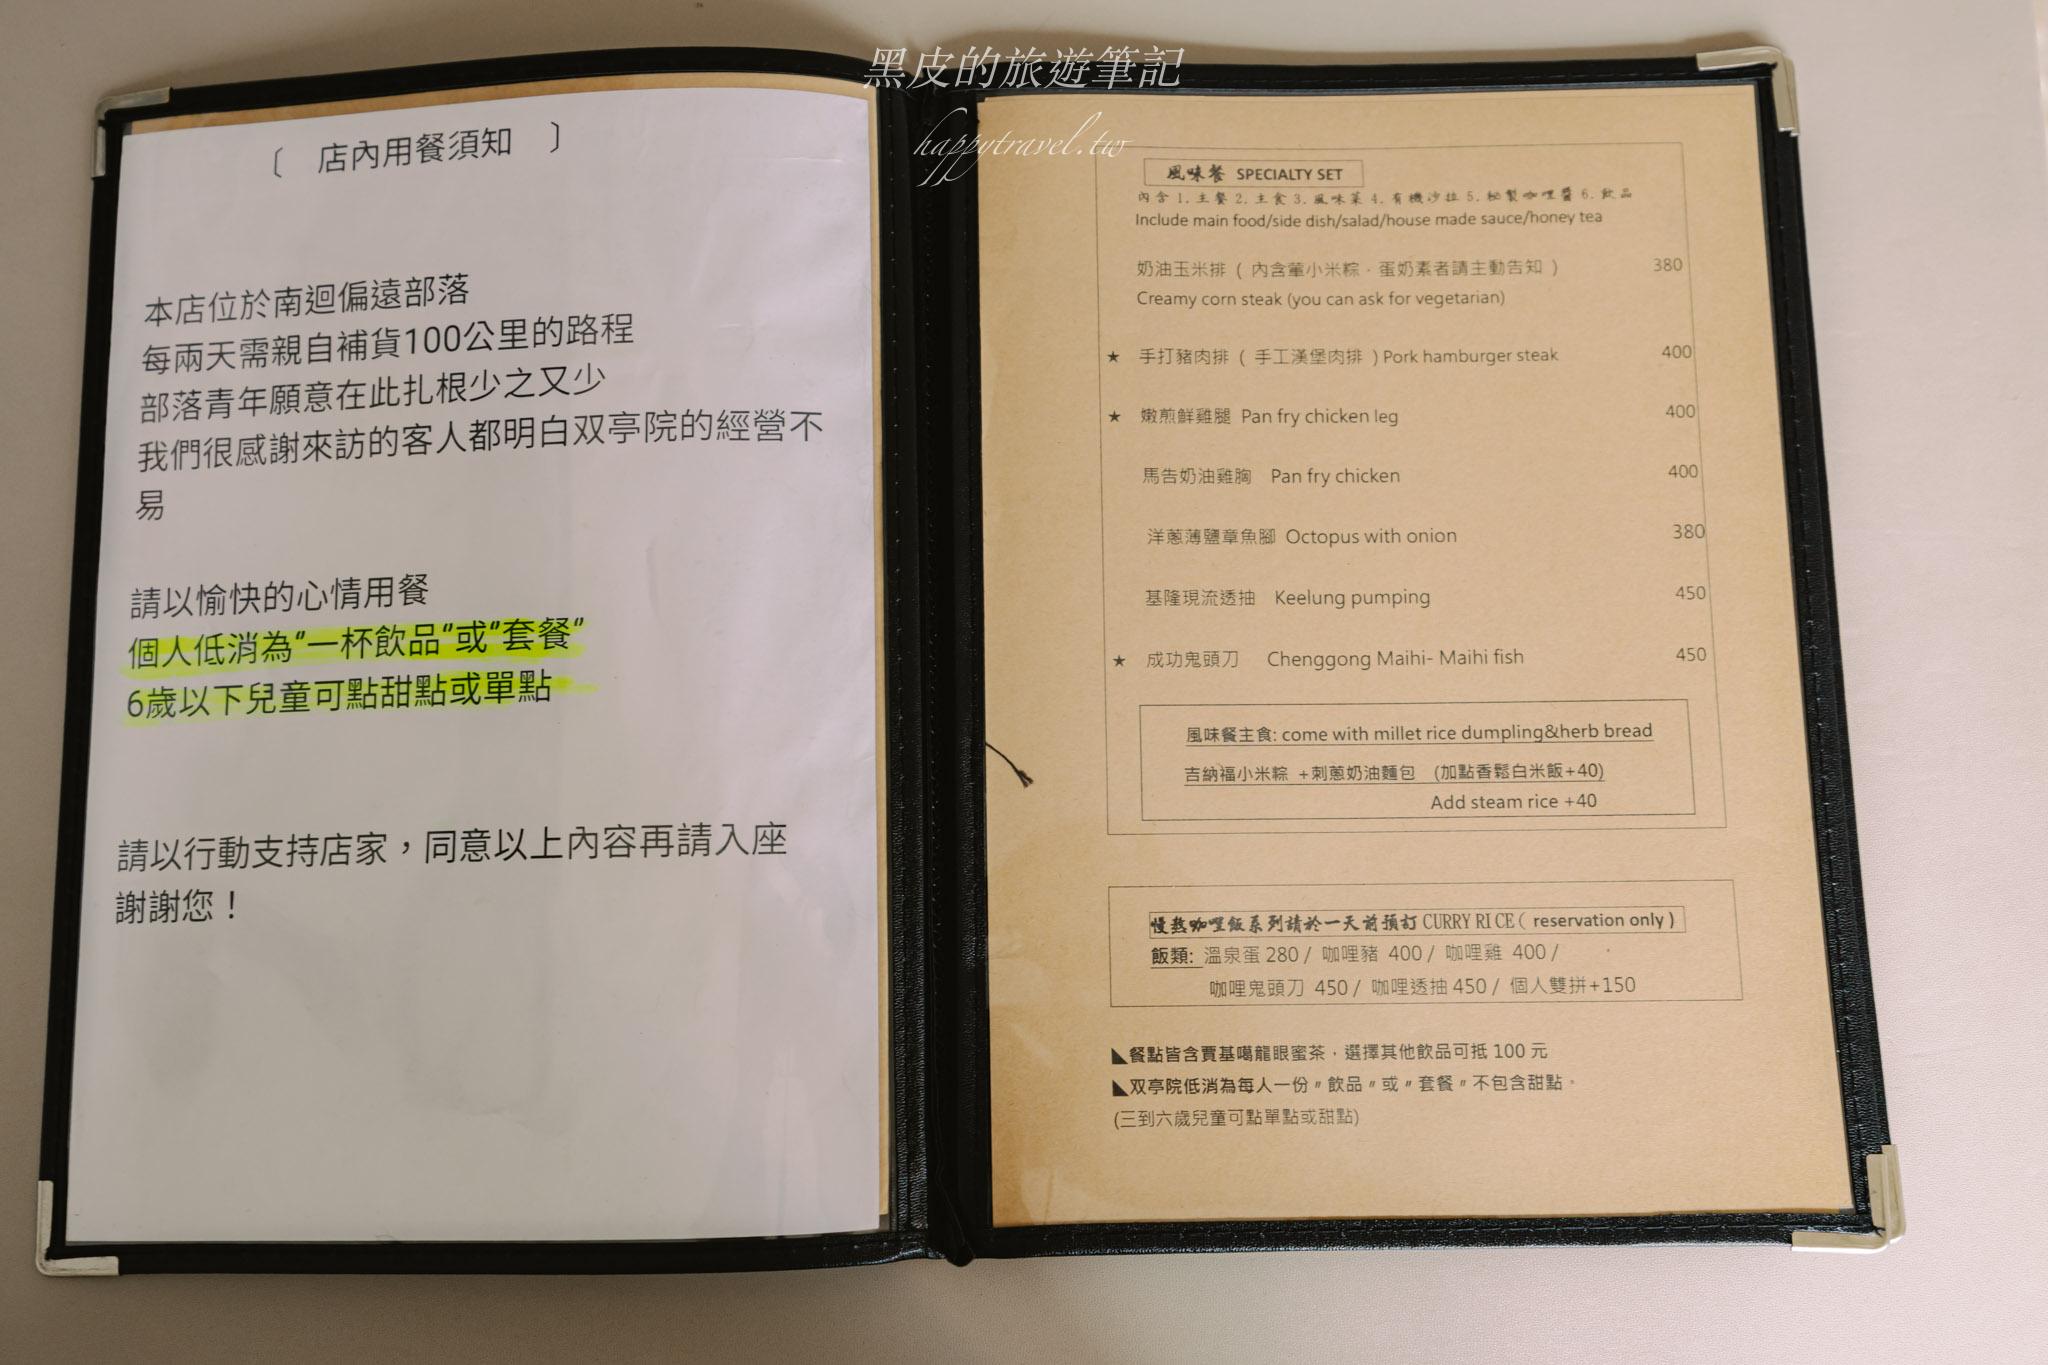 黑皮的旅遊筆記
happytravel.tw
〔 店內用餐須知 〕
本店位於南迴偏遠部落
每兩天需親自補貨100公里的路程
部落青年願意在此扎根少之又少
我們很感謝來訪的客人都明白双亭院的經營不
易
請以愉快的心情用餐
個人低消為“一杯飲品”或“套餐”
6歲以下兒童可點甜點或單點
請以行動支持店家，同意以上內容再請入座
謝謝您！
風味餐 SPECIALTY SET
內含 1.主餐 2.主食 3.風味菜 4.有機沙拉 5.秘製咖哩醬 6.飲品
Include main food/side dish/salad/house made sauce/honey tea
奶油玉米排 ( 內含葷小米粽．蛋奶素者請主動告知 ) 380
Creamy corn steak (you can ask for vegetarian)
★ 手打豬肉排 ( 手工漢堡肉排 ) Pork hamburger steak 400
★ 嫩煎鮮雞腿 Pan fry chicken leg 400
馬告奶油雞胸 Pan fry chicken 400
洋蔥薄鹽章魚腳 Octopus with onion 380
基隆現流透抽 Keelung pumping 450
★ 成功鬼頭刀 Chenggong Maihi- Maihi fish 450
風味餐主食: come with millet rice dumpling&herb bread
吉納福小米粽 +刺蔥奶油麵包 (加點香鬆白米飯+40)
Add steam rice +40
慢熬咖哩飯系列請於一天前預訂 CURRY RICE ( reservation only )
飯類: 溫泉蛋 280 / 咖哩豬 400 / 咖哩雞 400 /
咖哩鬼頭刀 450 / 咖哩透抽 450 / 個人雙拼+150
◣餐點皆含賈基噶龍眼蜜茶，選擇其他飲品可抵 100 元
◣双亭院低消為每人一份〃飲品〃或〃套餐〃不包含甜點。
(三到六歲兒童可點單點或甜點)